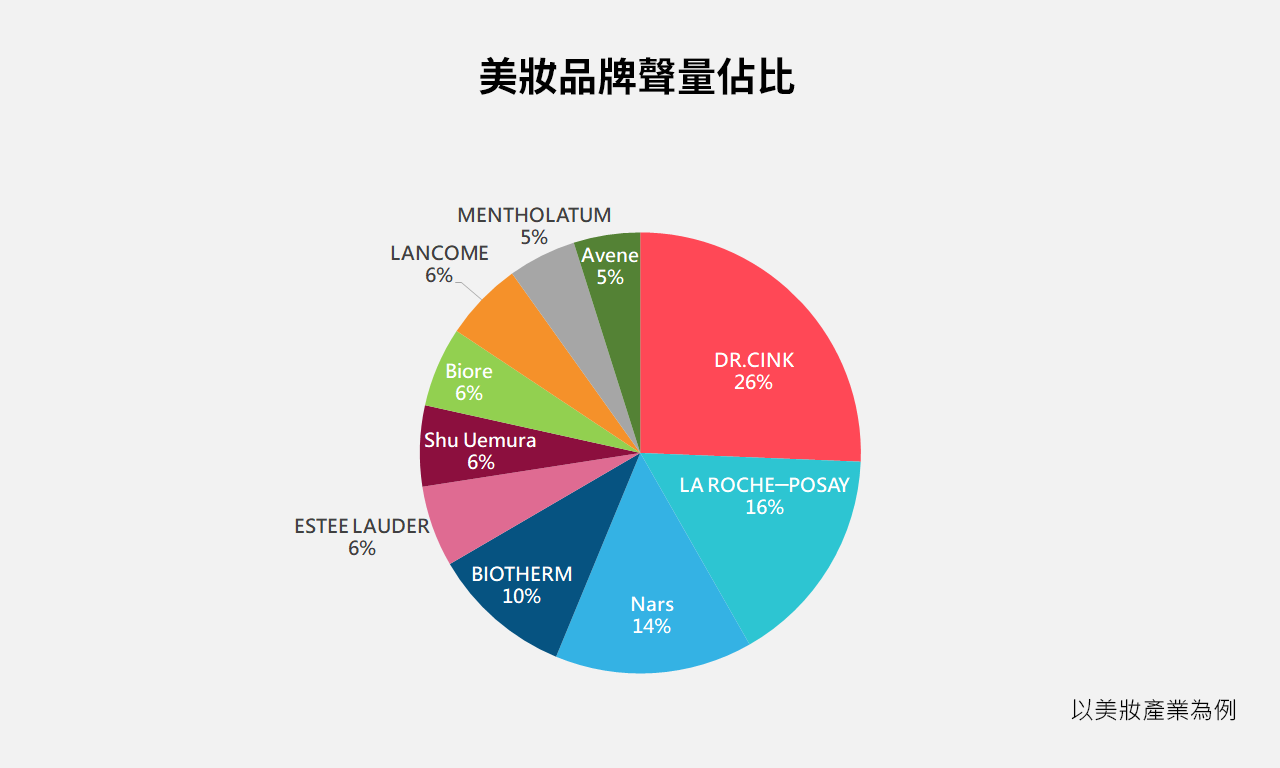 美妝品牌聲量佔比
MENTHOLATUM
5%
LANCOME
6%
Avene
5%
DR.CINK
26%
Biore
6%
Shu Uemura
6%
LA ROCHE–POSAY
16%
ESTEE LAUDER
6%
BIOTHERM
10%
Nars
14%
以美妝產業為例